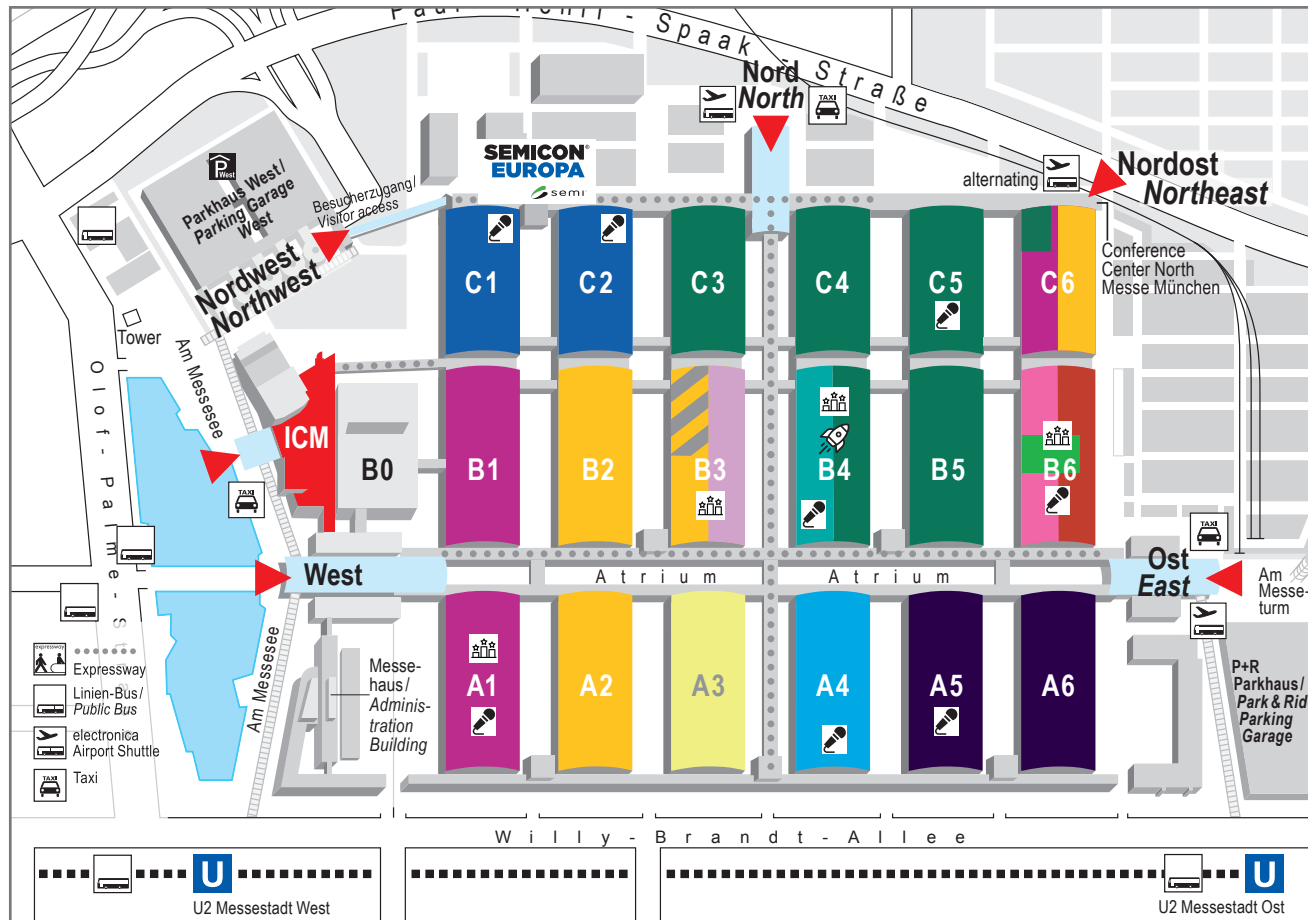 Paul-Henri-Spaak-Straße
Nord
North
TAXI
SEMICON®
EUROPA
semi
P
West
Parkhaus West/
Parking Garage
West
Besucherzugang/
Visitor access
alternating
Nordost
Northeast
Nordwest
Northwest
Conference
Center North
Messe München
C1
C2
C3
C4
C5
C6
Tower
Am Messesee
Olof-Palme-Str
ICM
B0
B1
B2
B3
B4
B5
B6
TAXI
TAXI
West
Atrium
Atrium
Ost
East
Am
Messe-
turm
A1
A2
A3
A4
A5
A6
Am Messesee
Messe-
haus/
Adminis-
tration
Building
P+R
Parkhaus/
Park & Rid
Parking
Garage
expressway
Expressway
Linien-Bus/
Public Bus
electronica
Airport Shuttle
TAXI
Taxi
Willy-Brandt-Allee
U
U2 Messestadt West
U
U2 Messestadt Ost